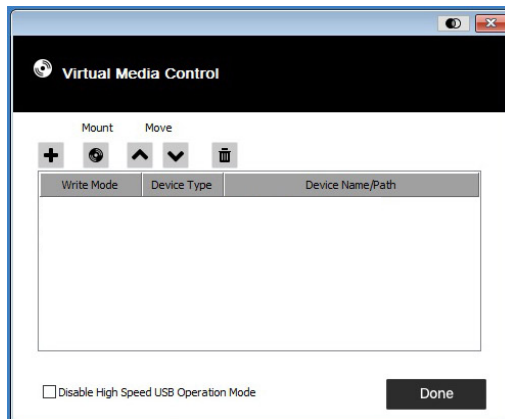 Virtual Media Control
Mount Move
Write Mode Device Type Device Name/Path
Disable High Speed USB Operation Mode
Done